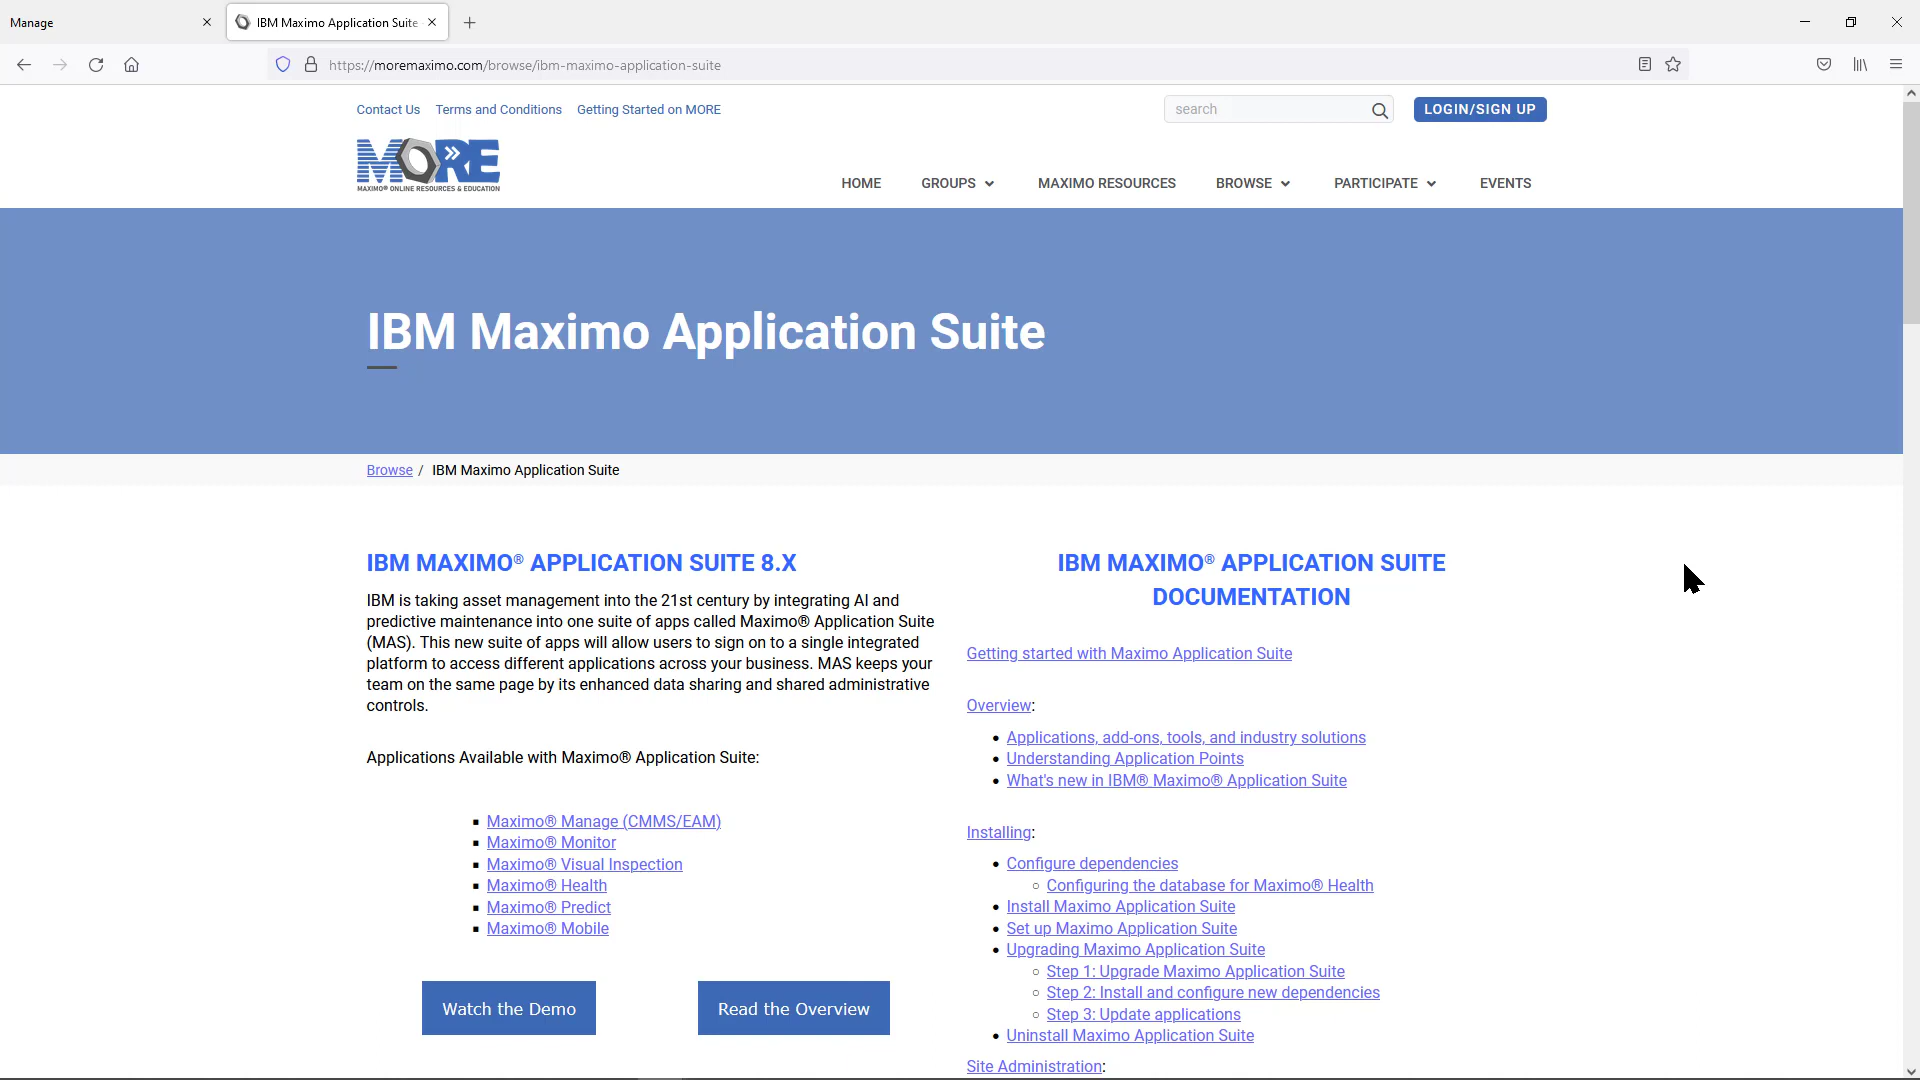 Manage
IBM Maximo Application Suite
https://moremaximo.com/browse/ibm-maximo-application-suite
Contact Us Terms and Conditions Getting Started on MORE
search
LOGIN/SIGN UP
MORE
MAXIMO® ONLINE RESOURCES & EDUCATION
HOME GROUPS MAXIMO RESOURCES BROWSE PARTICIPATE EVENTS
IBM Maximo Application Suite
Browse / IBM Maximo Application Suite
IBM MAXIMO® APPLICATION SUITE 8.X
IBM is taking asset management into the 21st century by integrating AI and
predictive maintenance into one suite of apps called Maximo® Application Suite
(MAS). This new suite of apps will allow users to sign on to a single integrated
platform to access different applications across your business. MAS keeps your
team on the same page by its enhanced data sharing and shared administrative
controls.
Applications Available with Maximo® Application Suite:
Maximo® Manage (CMMS/EAM)
Maximo® Monitor
Maximo® Visual Inspection
Maximo® Health
Maximo® Predict
Maximo® Mobile
Watch the Demo
Read the Overview
IBM MAXIMO® APPLICATION SUITE
DOCUMENTATION
Getting started with Maximo Application Suite
Overview:
Applications, add-ons, tools, and industry solutions
Understanding Application Points
What's new in IBM® Maximo® Application Suite
Installing:
Configure dependencies
Configuring the database for Maximo® Health
Install Maximo Application Suite
Set up Maximo Application Suite
Upgrading Maximo Application Suite
Step 1: Upgrade Maximo Application Suite
Step 2: Install and configure new dependencies
Step 3: Update applications
Uninstall Maximo Application Suite
Site Administration: